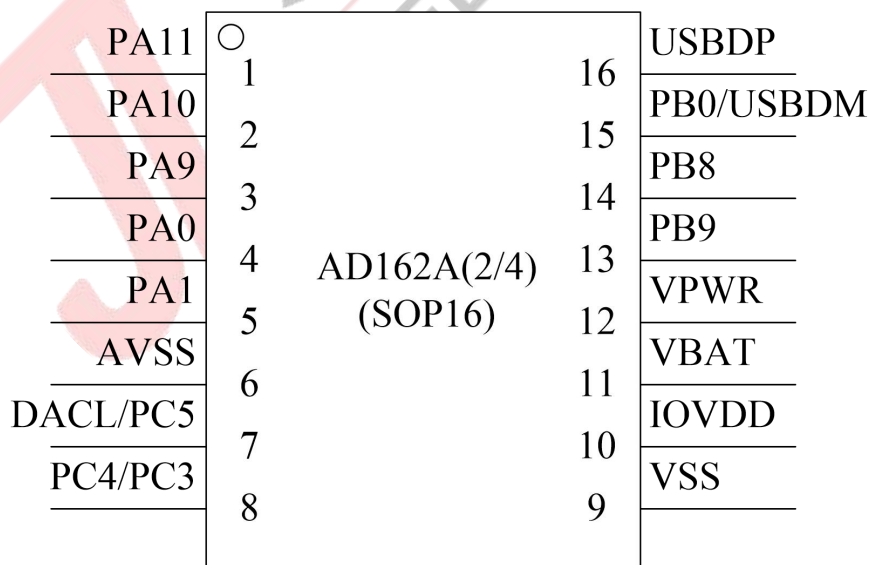 PA11
1
PA10
2
PA9
3
PA0
4
PA1
5
AVSS
6
DACL/PC5
7
PC4/PC3
8
AD162A(2/4)
(SOP16)
USBDP
16
PB0/USBDM
15
PB8
14
PB9
13
VPWR
12
VBAT
11
IOVDD
10
VSS
9